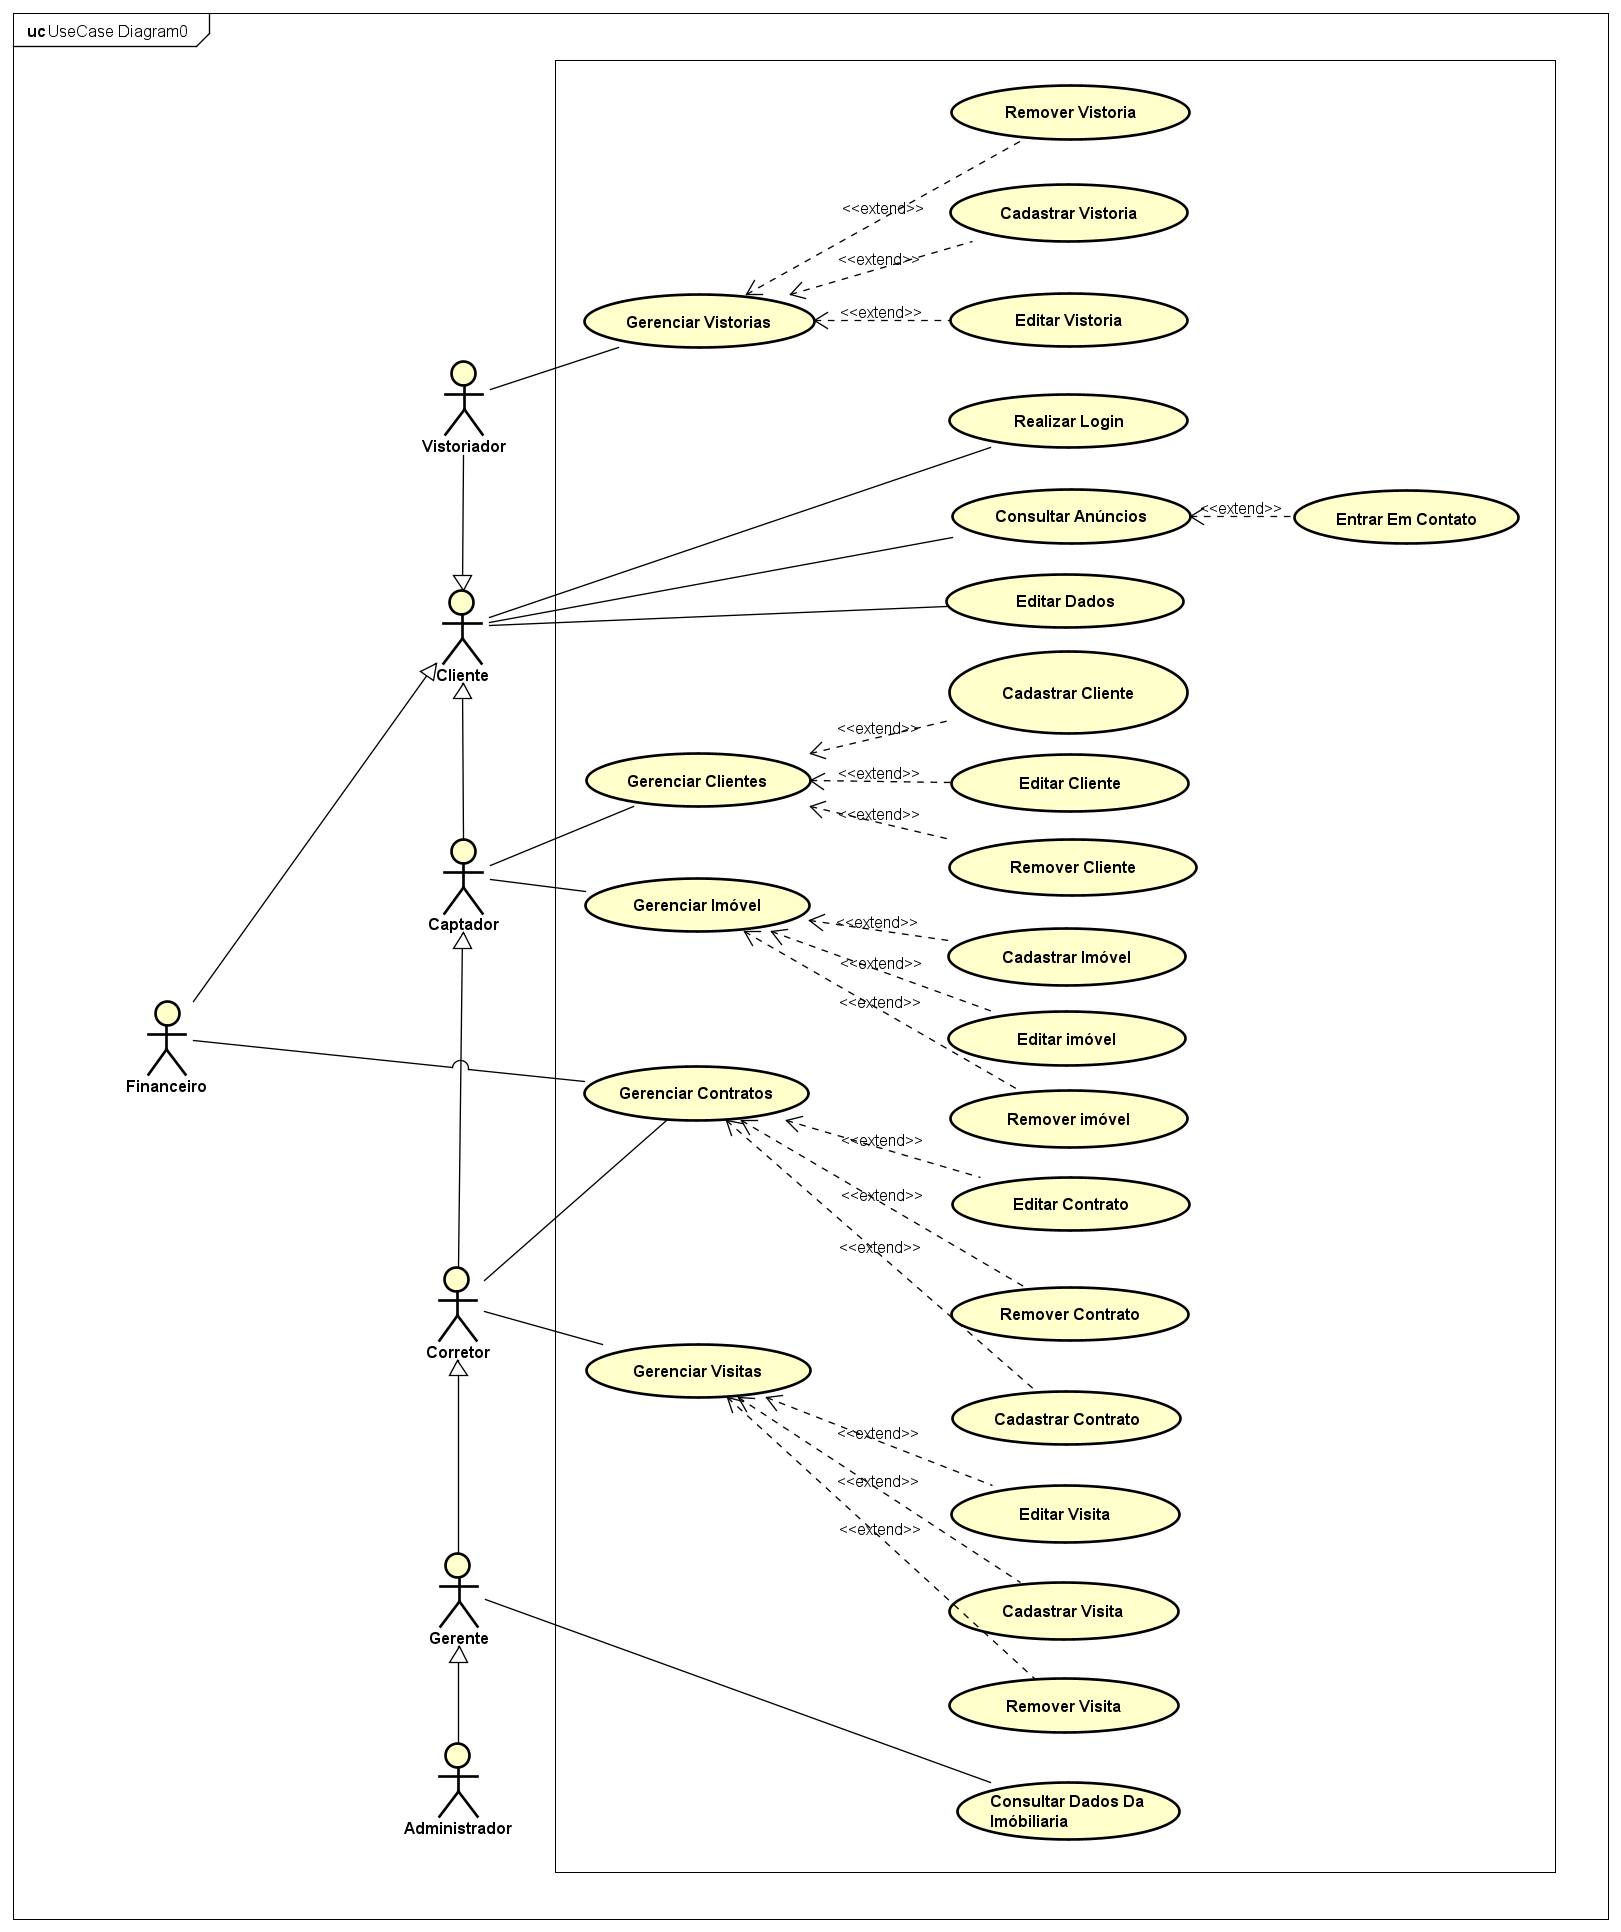 uc UseCase Diagram0
Remover Vistoria
<<extend>>
Cadastrar Vistoria
<<extend>>
<<extend>>
Gerenciar Vistorias
Editar Vistoria
Realizar Login
Vistoriador
<<extend>>
Consultar Anúncios
Entrar Em Contato
Editar Dados
Cliente
Cadastrar Cliente
<<extend>>
<<extend>>
Gerenciar Clientes
Editar Cliente
<<extend>>
Remover Cliente
Gerenciar Imóvel
Captador
<<extend>>
Cadastrar Imóvel
<<extend>>
<<extend>>
Editar imóvel
Financeiro
Gerenciar Contratos
Remover imóvel
<<extend>>
<<extend>>
Editar Contrato
<<extend>>
Remover Contrato
Corretor
Gerenciar Visitas
Cadastrar Contrato
<<extend>>
<<extend>>
Editar Visita
<<extend>>
Cadastrar Visita
Gerente
Remover Visita
Consultar Dados Da
Imóbiliaria
Administrador